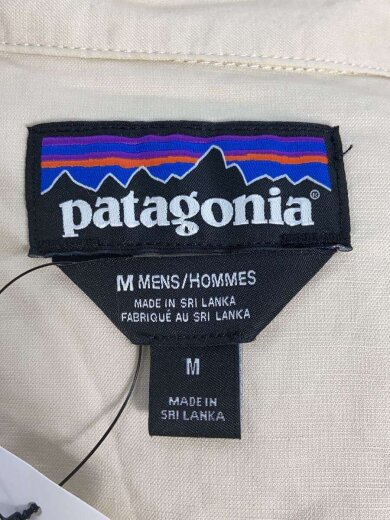 patagonia®
M MENS/HOMMES
MADE IN SRI LANKA
FABRIQUÉ AU SRI LANKA
M
MADE IN
SRI LANKA